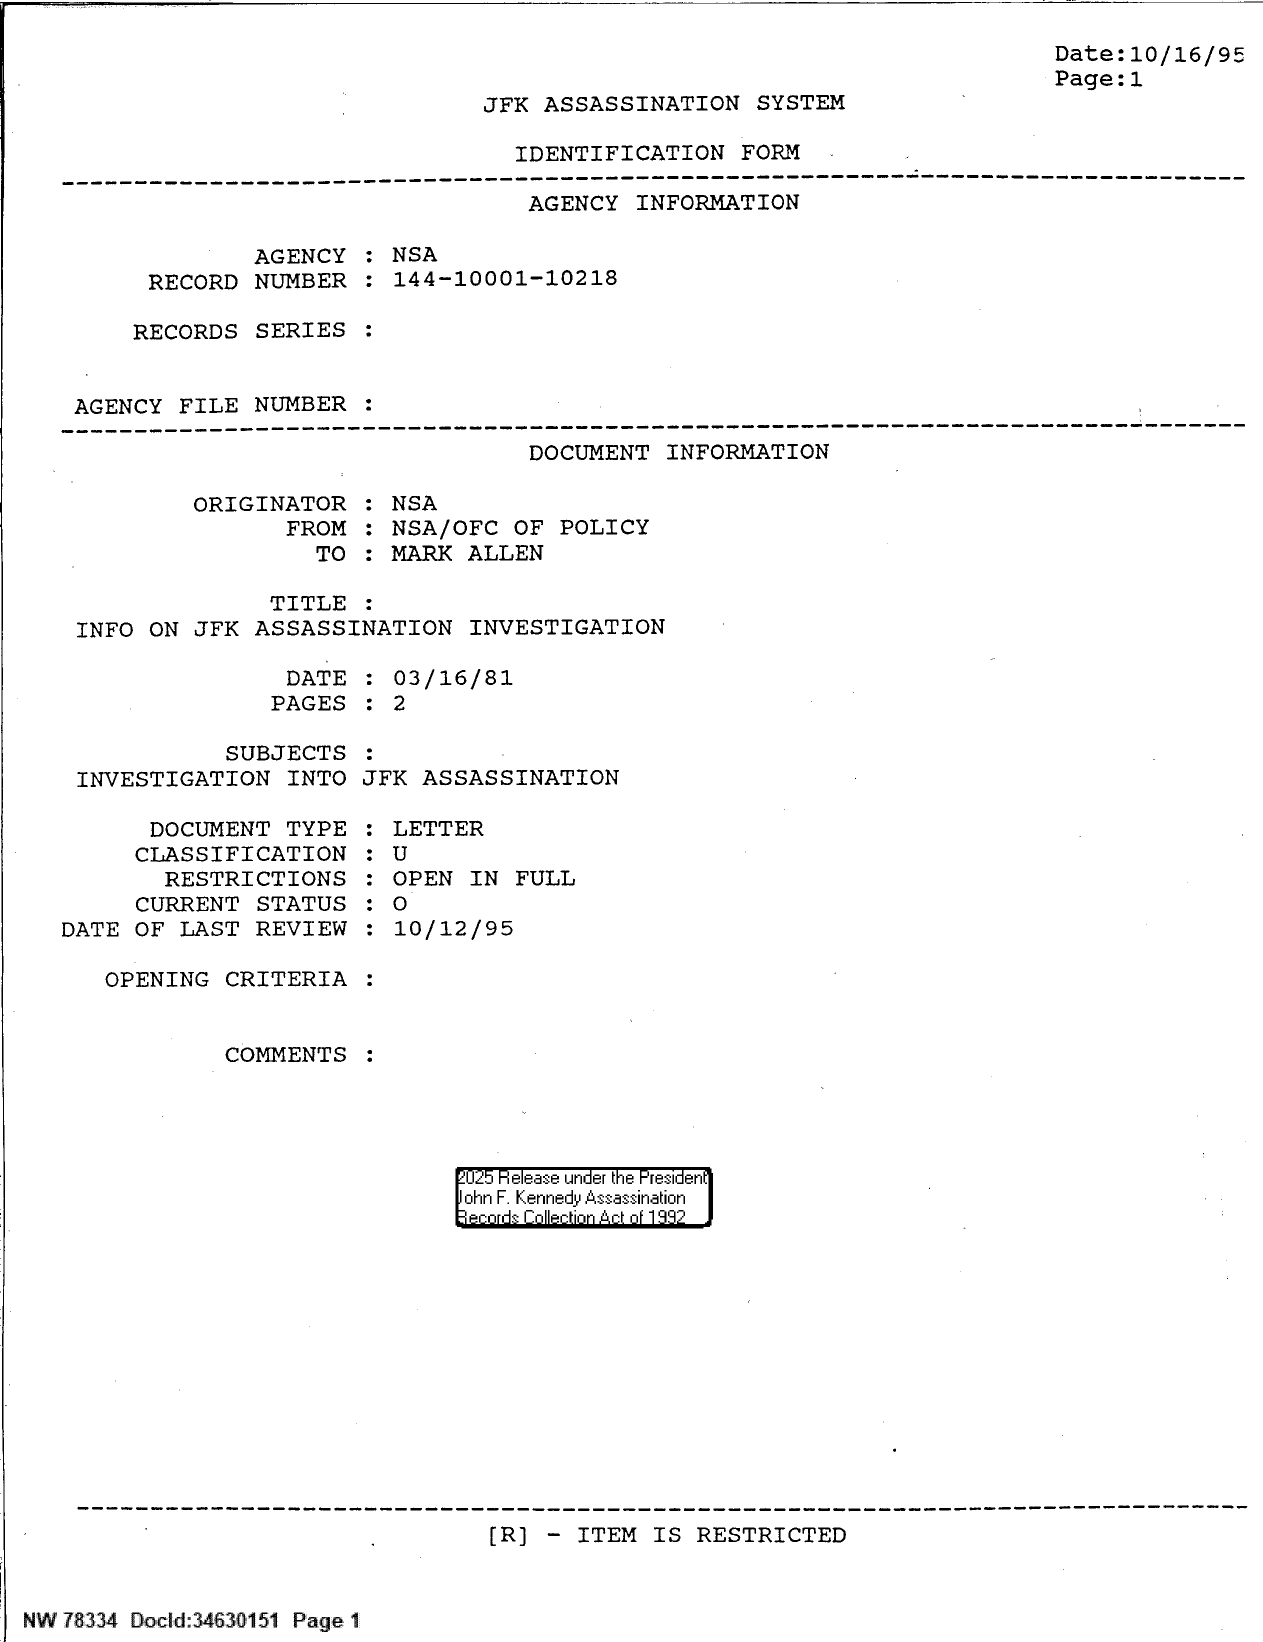 Date:10/16/95
Page:1
JFK ASSASSINATION SYSTEM
IDENTIFICATION FORM
--------------------------------------------------------------------------------
AGENCY INFORMATION
AGENCY : NSA
RECORD NUMBER : 144-10001-10218
RECORDS SERIES :
AGENCY FILE NUMBER :
--------------------------------------------------------------------------------
DOCUMENT INFORMATION
ORIGINATOR : NSA
FROM : NSA/OFC OF POLICY
TO : MARK ALLEN
TITLE :
INFO ON JFK ASSASSINATION INVESTIGATION
DATE : 03/16/81
PAGES : 2
SUBJECTS :
INVESTIGATION INTO JFK ASSASSINATION
DOCUMENT TYPE : LETTER
CLASSIFICATION : U
RESTRICTIONS : OPEN IN FULL
CURRENT STATUS : O
DATE OF LAST REVIEW : 10/12/95
OPENING CRITERIA :
COMMENTS :
2025 Release under the President
John F. Kennedy Assassination
Records Collection Act of 1992
--------------------------------------------------------------------------------
[R] - ITEM IS RESTRICTED
NW 78334 DocId:34630151 Page 1